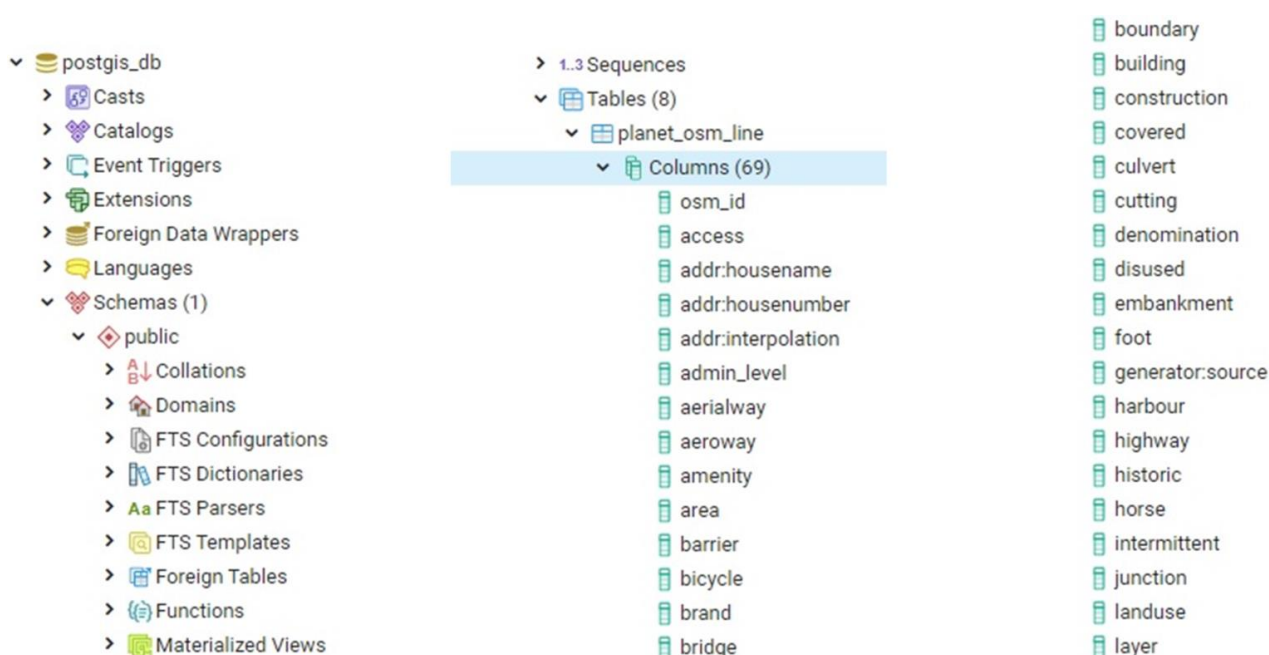 postgis_db
Casts
Catalogs
Event Triggers
Extensions
Foreign Data Wrappers
Languages
Schemas (1)
public
Collations
Domains
FTS Configurations
FTS Dictionaries
Aa FTS Parsers
FTS Templates
Foreign Tables
Functions
Materialized Views
1..3 Sequences
Tables (8)
planet_osm_line
Columns (69)
osm_id
access
addr:housename
addr:housenumber
addr:interpolation
admin_level
aerialway
aeroway
amenity
area
barrier
bicycle
brand
bridge
boundary
building
construction
covered
culvert
cutting
denomination
disused
embankment
foot
generator:source
harbour
highway
historic
horse
intermittent
junction
landuse
layer